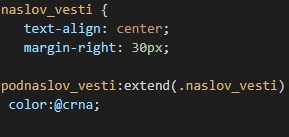 naslov_vesti {
text-align: center;
margin-right: 30px;
podnaslov_vesti:extend(.naslov_vesti)
color:@crna;